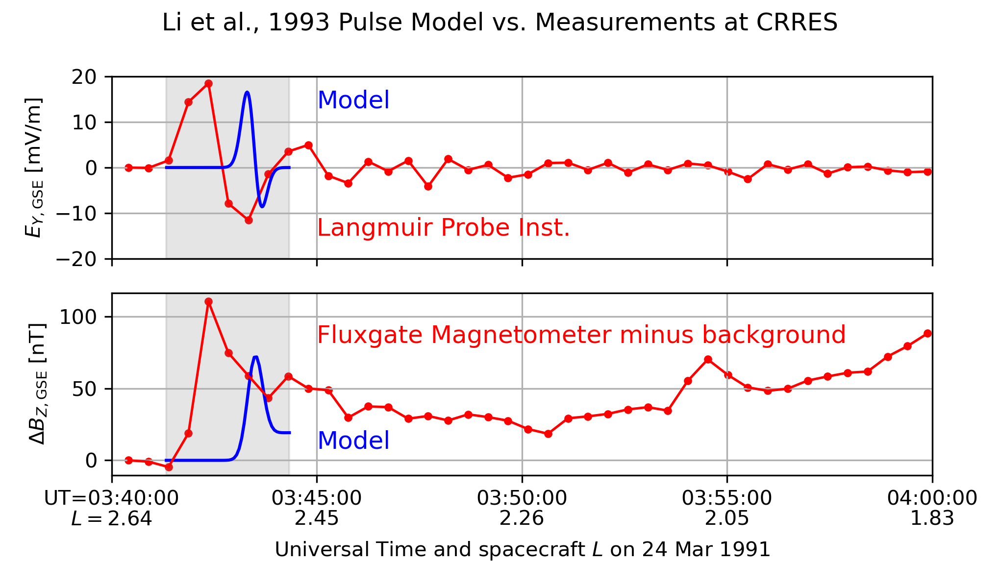 Li et al., 1993 Pulse Model vs. Measurements at CRRES
20
10
0
−10
−20
E_Y,GSE [mV/m]
Model
Langmuir Probe Inst.
100
50
0
ΔB_Z,GSE [nT]
Fluxgate Magnetometer minus background
Model
UT=03:40:00 03:45:00 03:50:00 03:55:00 04:00:00
L = 2.64 2.45 2.26 2.05 1.83
Universal Time and spacecraft L on 24 Mar 1991